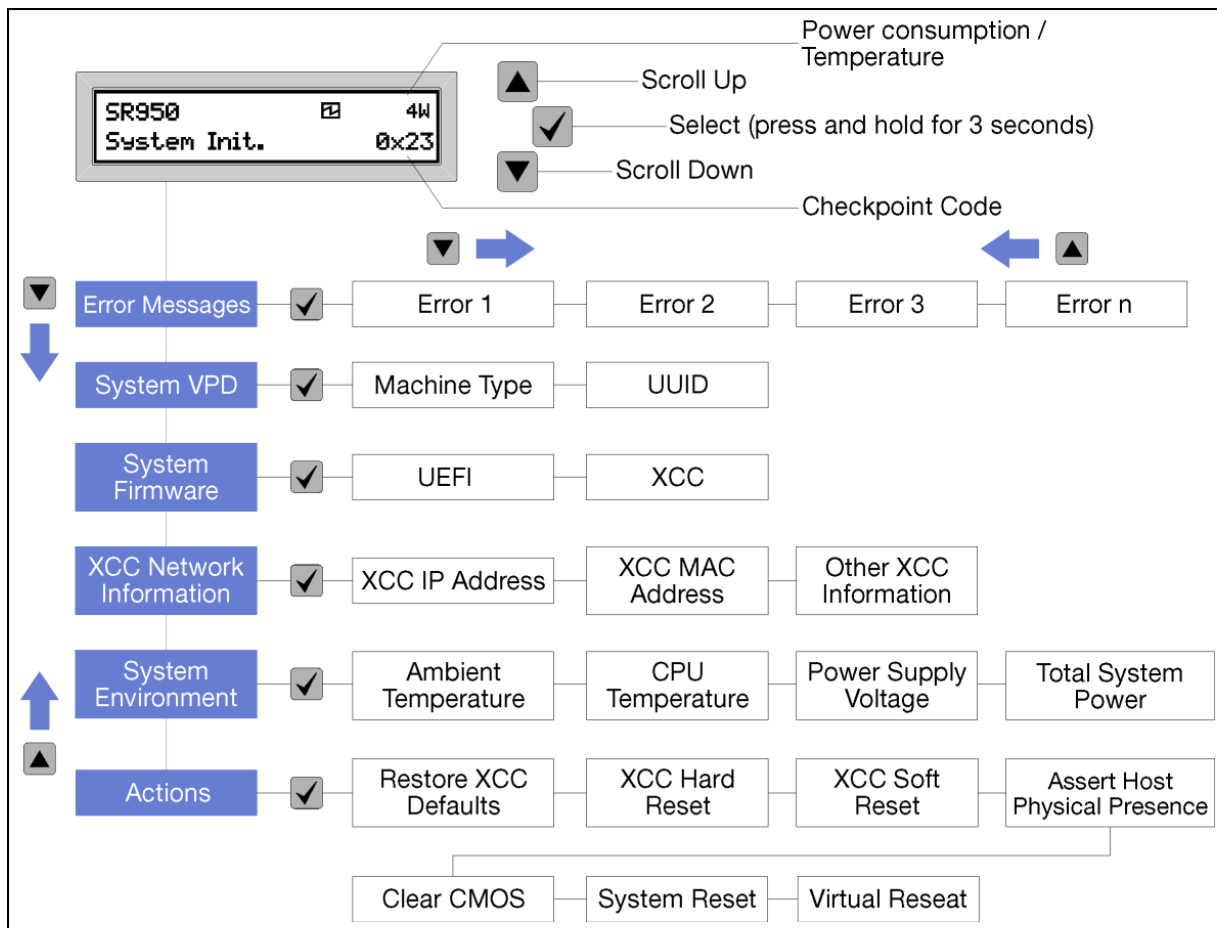 Power consumption /
Temperature
SR950 4W
System Init. 0x23
Scroll Up
Select (press and hold for 3 seconds)
Scroll Down
Checkpoint Code
Error Messages
Error 1
Error 2
Error 3
Error n
System VPD
Machine Type
UUID
System
Firmware
UEFI
XCC
XCC Network
Information
XCC IP Address
XCC MAC
Address
Other XCC
Information
System
Environment
Ambient
Temperature
CPU
Temperature
Power Supply
Voltage
Total System
Power
Actions
Restore XCC
Defaults
XCC Hard
Reset
XCC Soft
Reset
Assert Host
Physical Presence
Clear CMOS
System Reset
Virtual Reseat